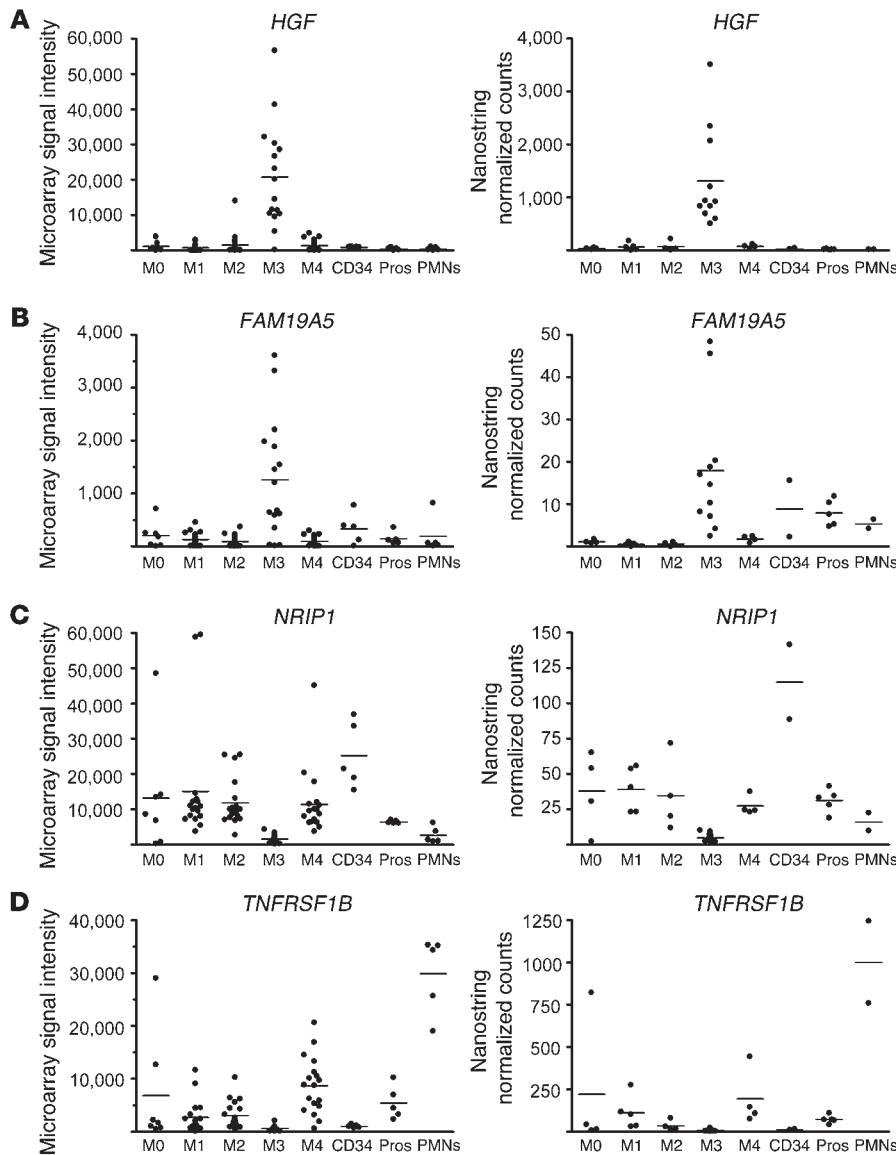 A
HGF
Microarray signal intensity
60,000
50,000
40,000
30,000
20,000
10,000
M0 M1 M2 M3 M4 CD34 Pros PMNs
HGF
Nanostring
normalized counts
4,000
3,000
2,000
1,000
M0 M1 M2 M3 M4 CD34 Pros PMNs
B
FAM19A5
Microarray signal intensity
4,000
3,000
2,000
1,000
M0 M1 M2 M3 M4 CD34 Pros PMNs
FAM19A5
Nanostring
normalized counts
50
40
30
20
10
M0 M1 M2 M3 M4 CD34 Pros PMNs
C
NRIP1
Microarray signal intensity
60,000
50,000
40,000
30,000
20,000
10,000
M0 M1 M2 M3 M4 CD34 Pros PMNs
NRIP1
Nanostring
normalized counts
150
125
100
75
50
25
M0 M1 M2 M3 M4 CD34 Pros PMNs
D
TNFRSF1B
Microarray signal intensity
40,000
30,000
20,000
10,000
M0 M1 M2 M3 M4 CD34 Pros PMNs
TNFRSF1B
Nanostring
normalized counts
1250
1000
750
500
250
M0 M1 M2 M3 M4 CD34 Pros PMNs